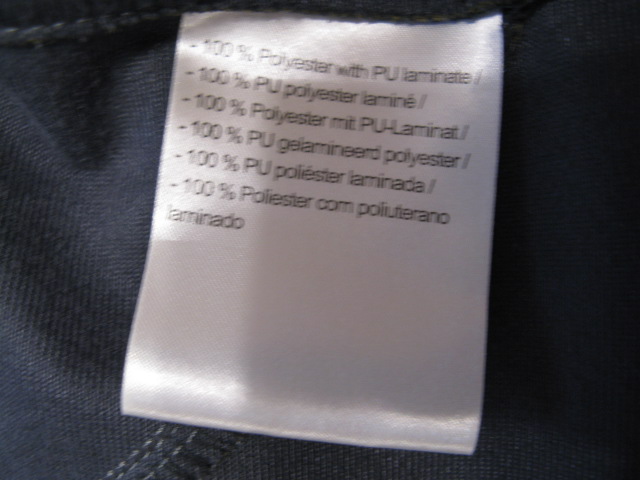 - 100 % Polyester with PU laminate /
- 100 % PU polyester laminé /
- 100 % Polyester mit PU-Laminat /
- 100 % PU gelamineerd polyester /
- 100 % PU poliéster laminada /
- 100 % Poliester com poliuterano
laminado